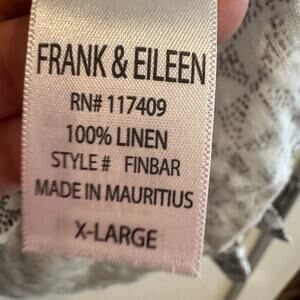 FRANK & EILEEN
RN# 117409
100% LINEN
STYLE # FINBAR
MADE IN MAURITIUS
X-LARGE